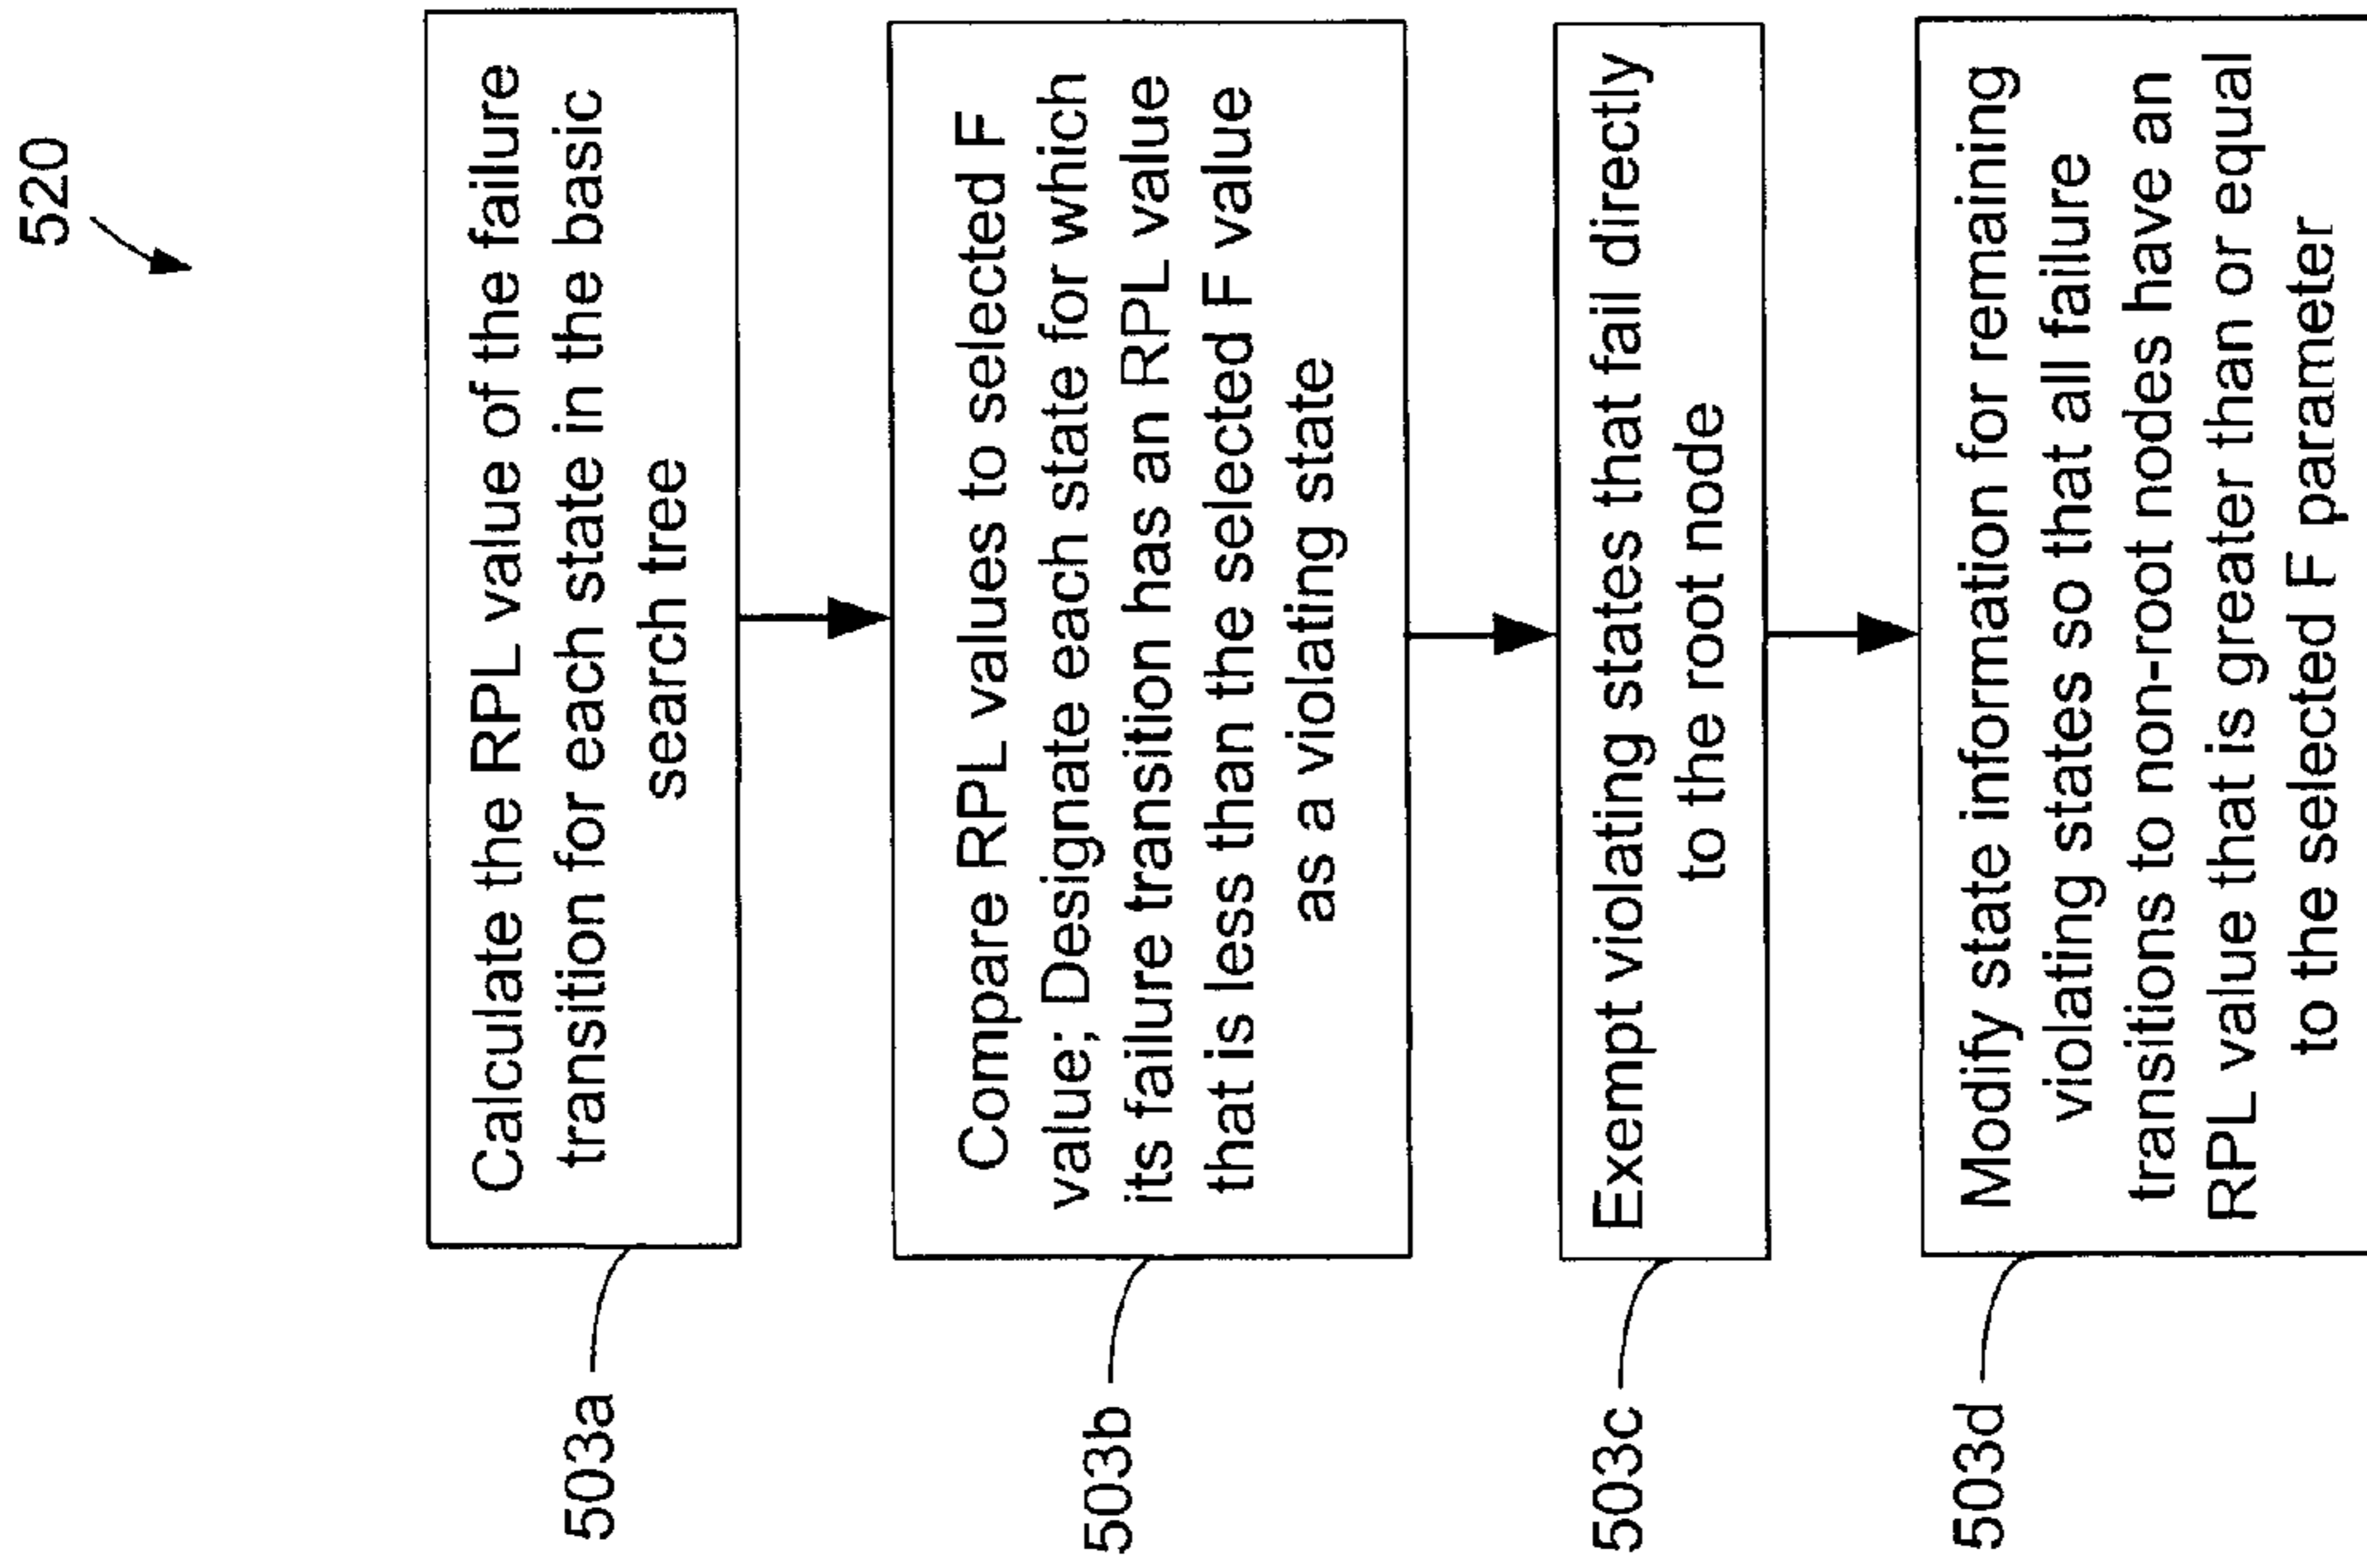 520
503a
Calculate the RPL value of the failure
transition for each state in the basic
search tree
503b
Compare RPL values to selected F
value; Designate each state for which
its failure transition has an RPL value
that is less than the selected F value
as a violating state
503c
Exempt violating states that fail directly
to the root node
503d
Modify state information for remaining
violating states so that all failure
transitions to non-root nodes have an
RPL value that is greater than or equal
to the selected F parameter